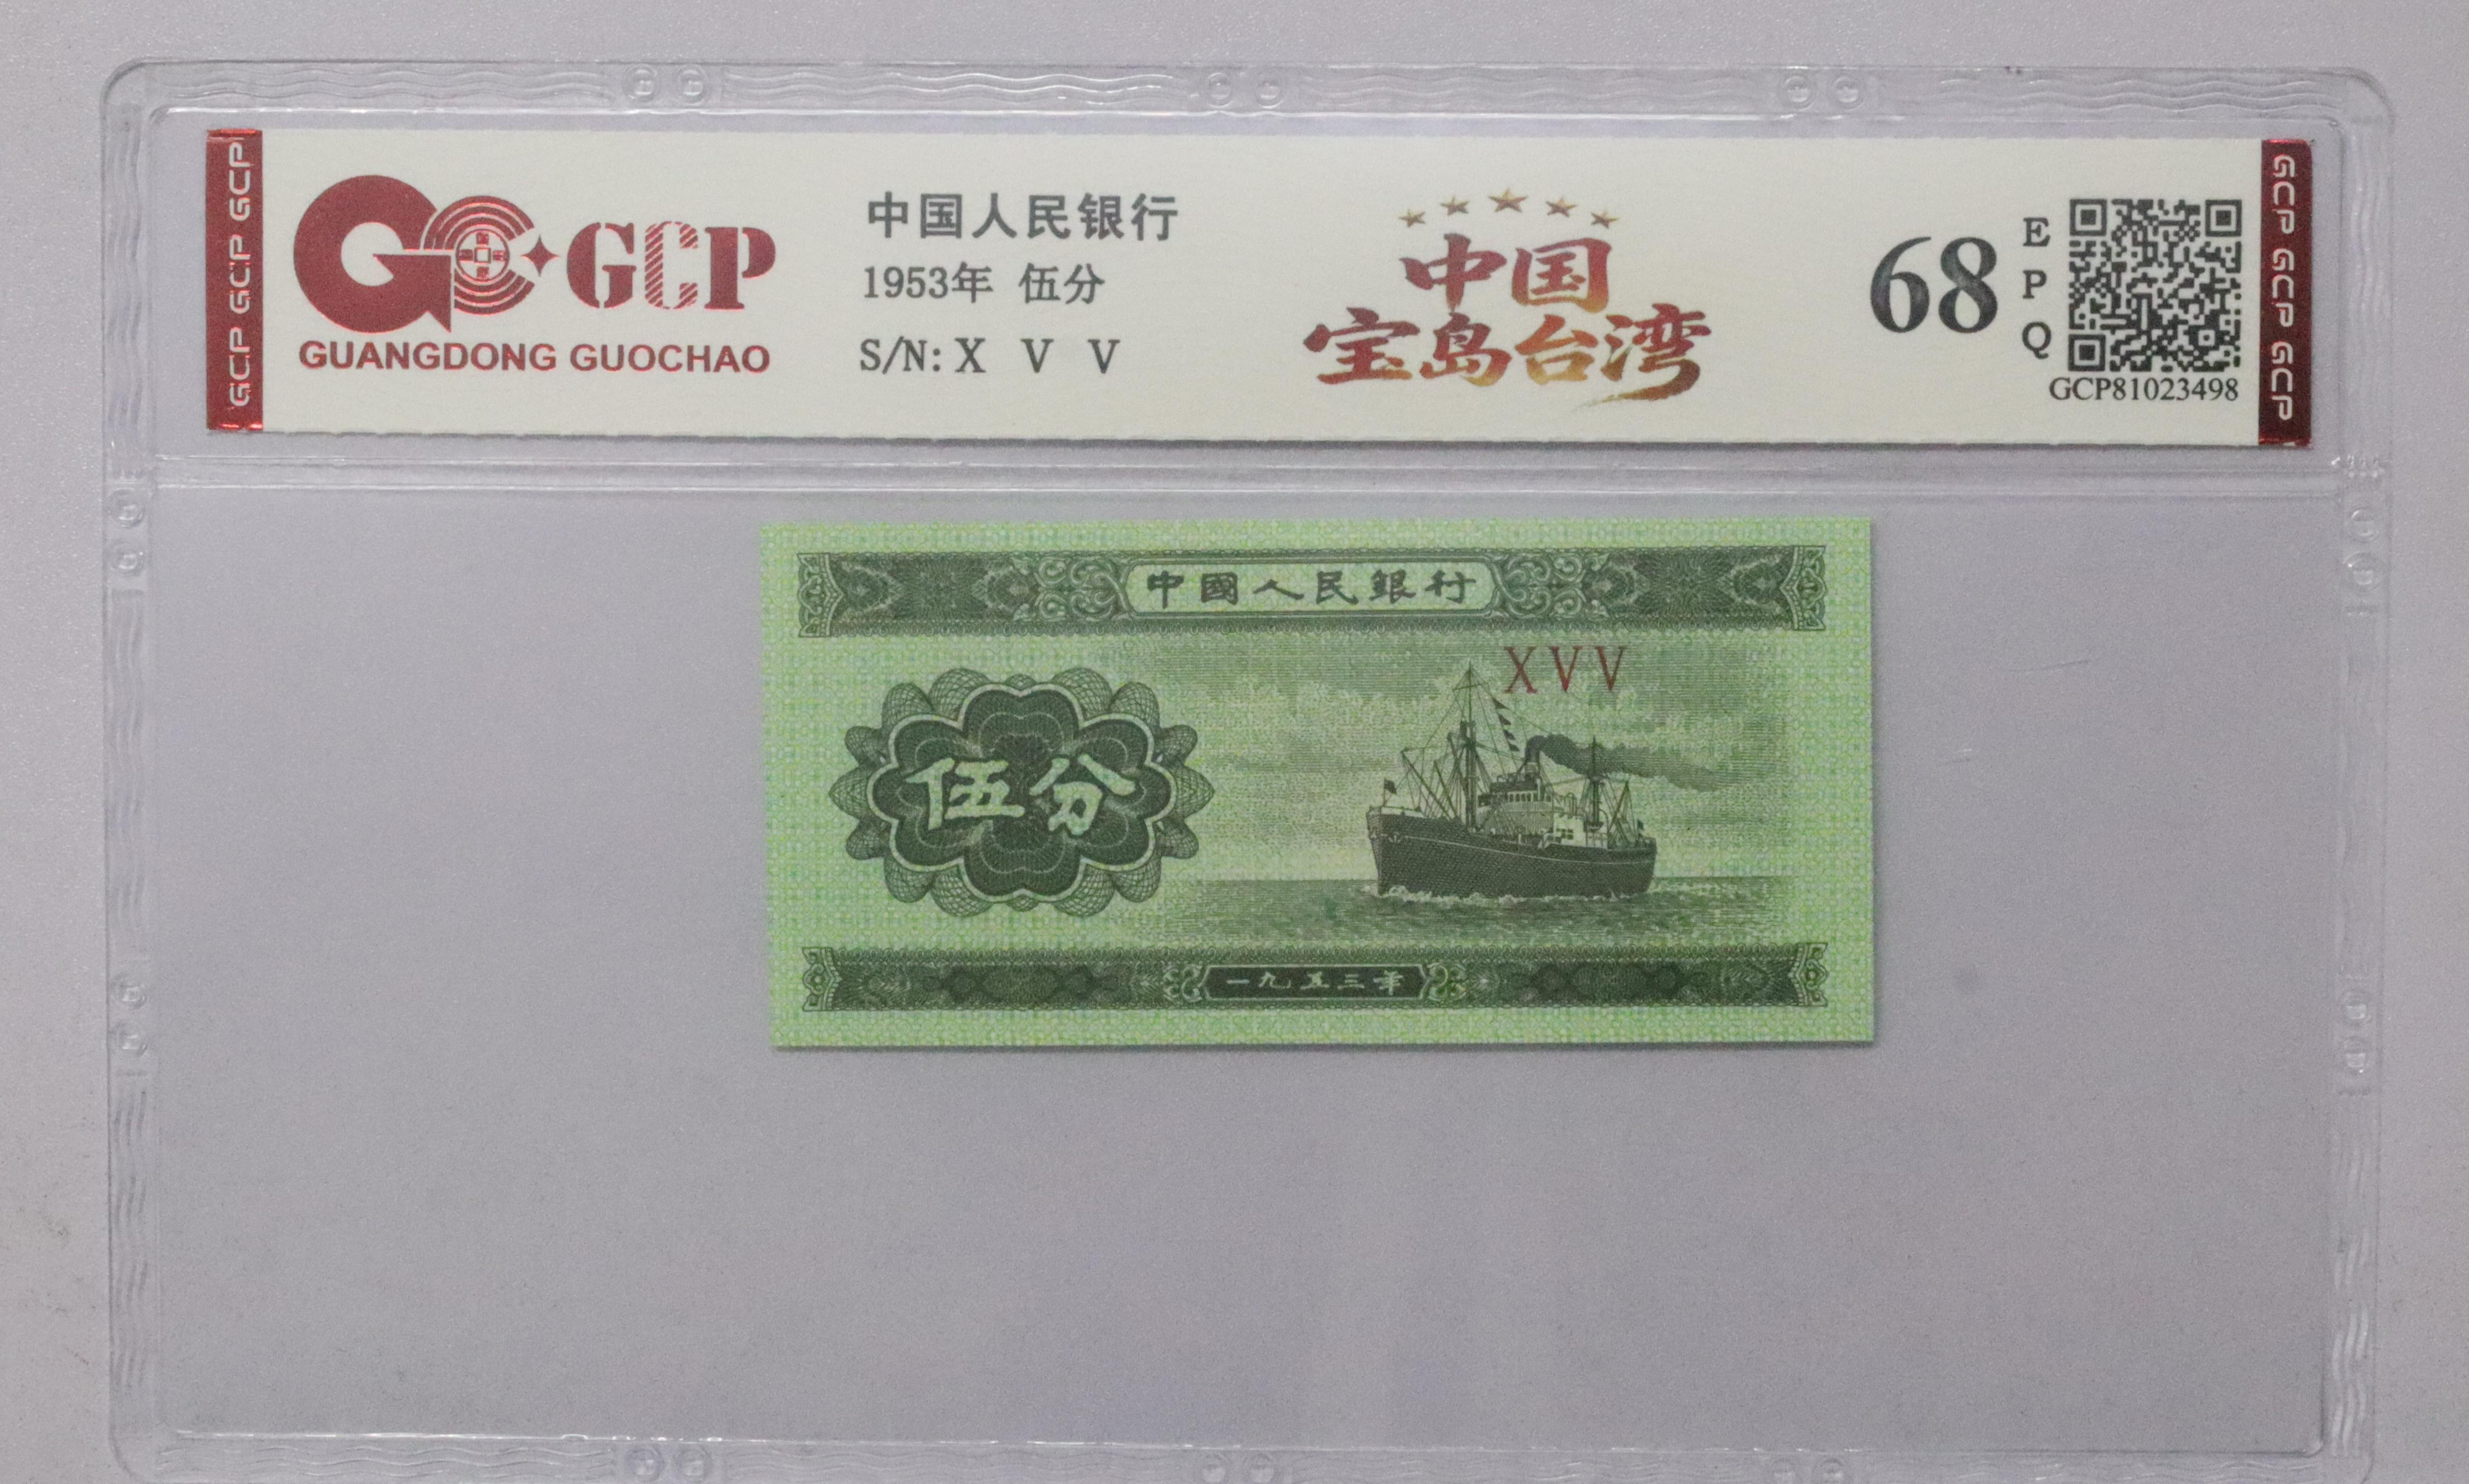 GCP GCP GCP
GCP
GUANGDONG GUOCHAO
中国人民银行
1953年 伍分
S/N: X V V
中国
宝岛台湾
68
E
P
Q
GCP81023498
GCP GCP GCP
中國人民銀行
XVV
伍分
一九五三年